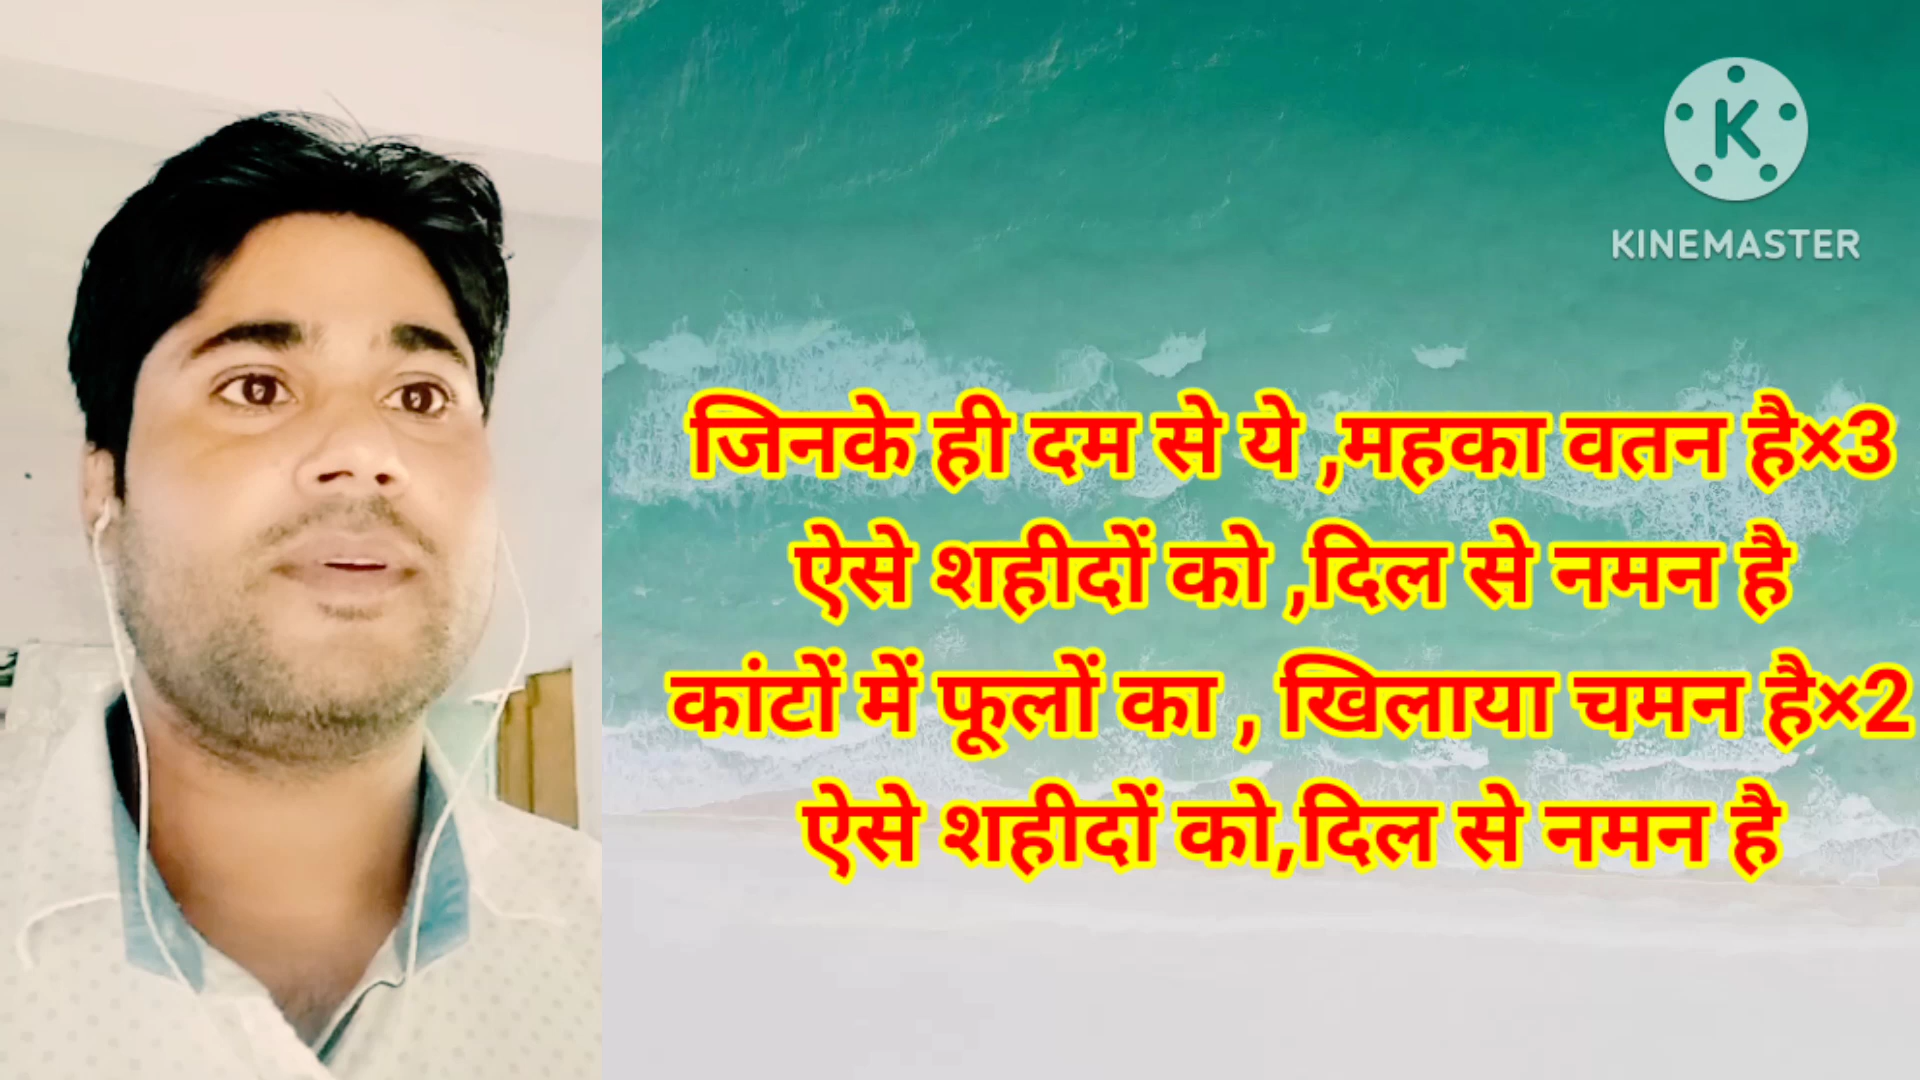 KINEMASTER
जिनके ही दम से ये ,महका वतन है×3
ऐसे शहीदों को ,दिल से नमन है
कांटों में फूलों का , खिलाया चमन है×2
ऐसे शहीदों को,दिल से नमन है